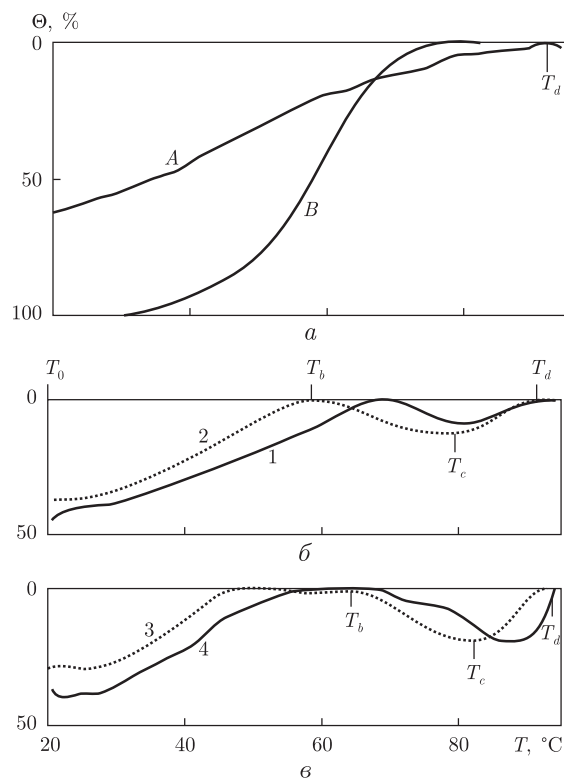 Θ, %
0
T_d
A
50
B
100
а
T_0 T_b T_d
0
2
1
T_c
50
б
0
3
4
T_b
T_d
T_c
50
20 40 60 80 T, °C
в